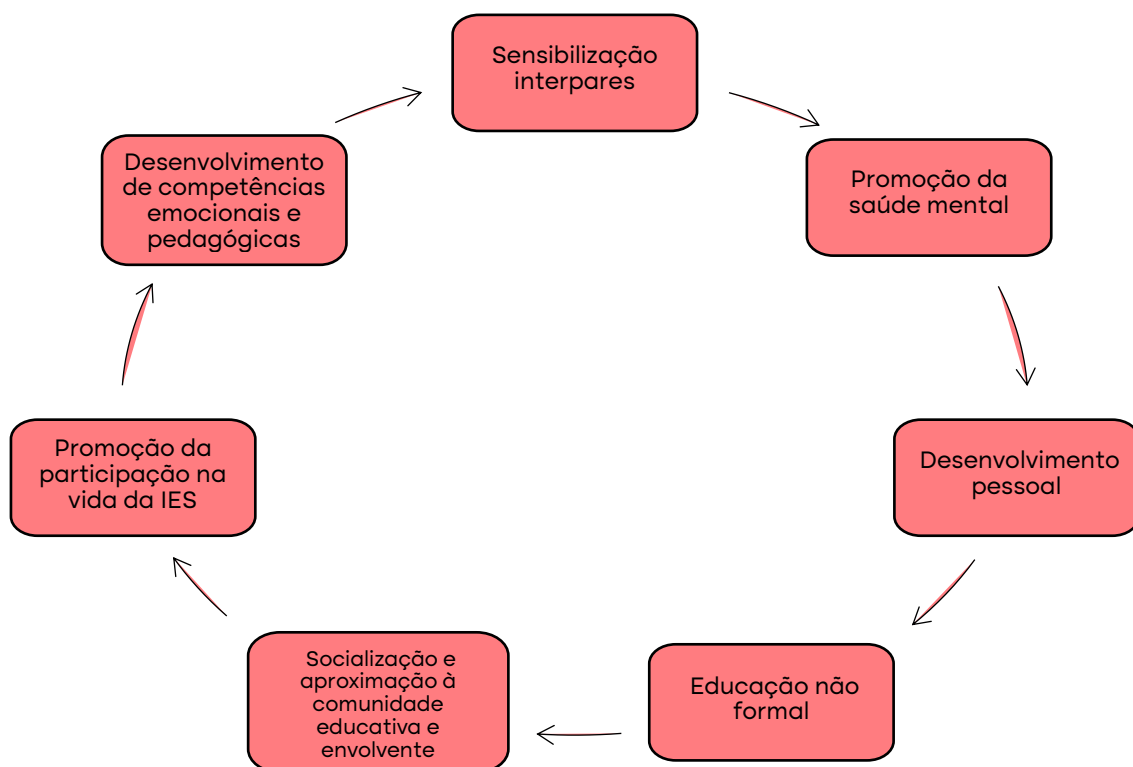 Sensibilização
interpares
Promoção da
saúde mental
Desenvolvimento
pessoal
Educação não
formal
Socialização e
aproximação à
comunidade
educativa e
envolvente
Promoção da
participação na
vida da IES
Desenvolvimento
de competências
emocionais e
pedagógicas